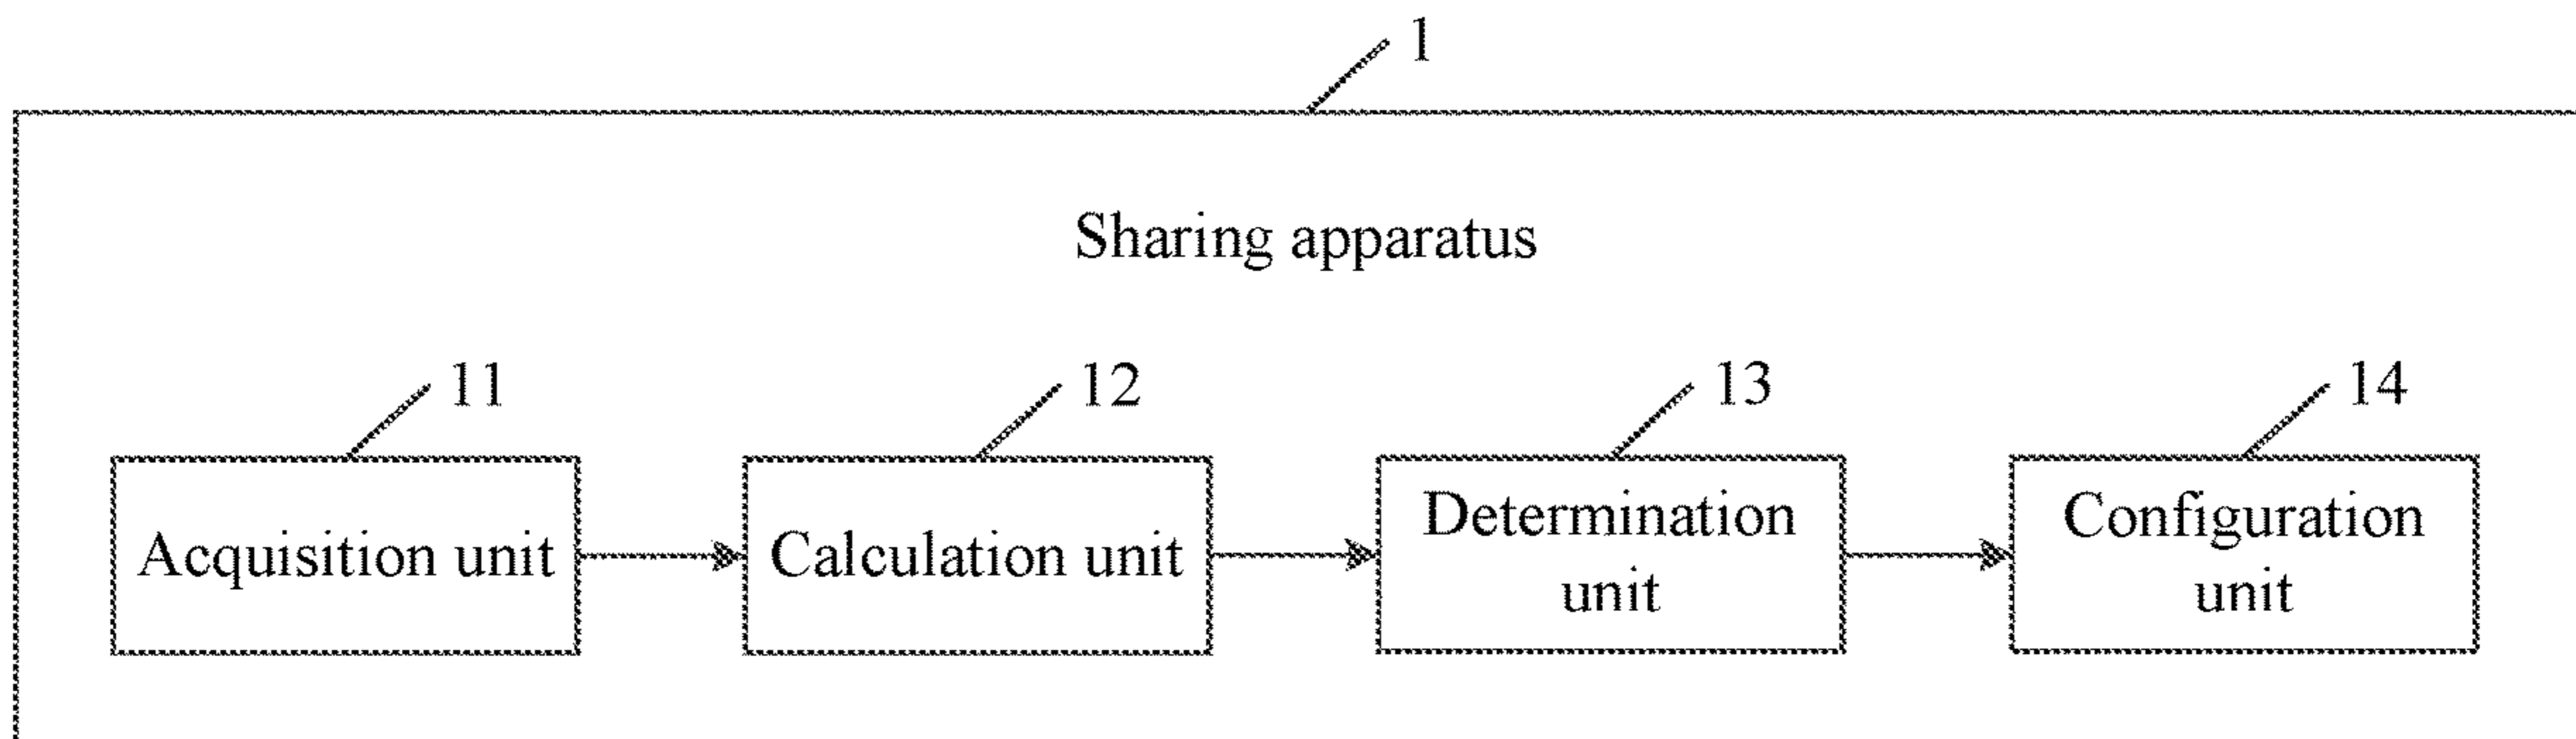 1
Sharing apparatus
11
12
13
14
Acquisition unit
Calculation unit
Determination
unit
Configuration
unit